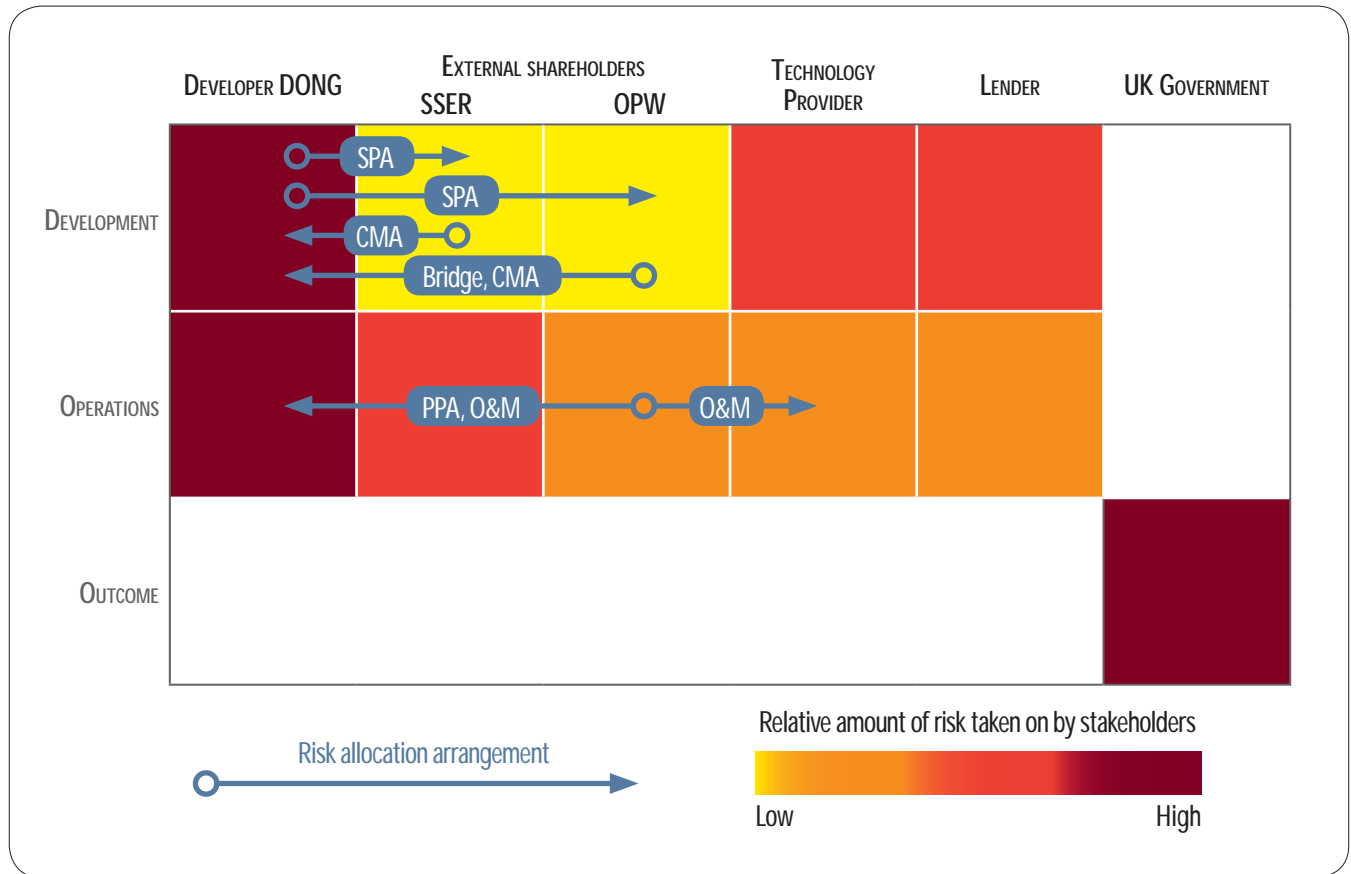 Developer DONG
External shareholders
SSER
OPW
Technology
Provider
Lender
UK Government
Development
SPA
SPA
CMA
Bridge, CMA
Operations
PPA, O&M
O&M
Outcome
Risk allocation arrangement
Relative amount of risk taken on by stakeholders
Low
High